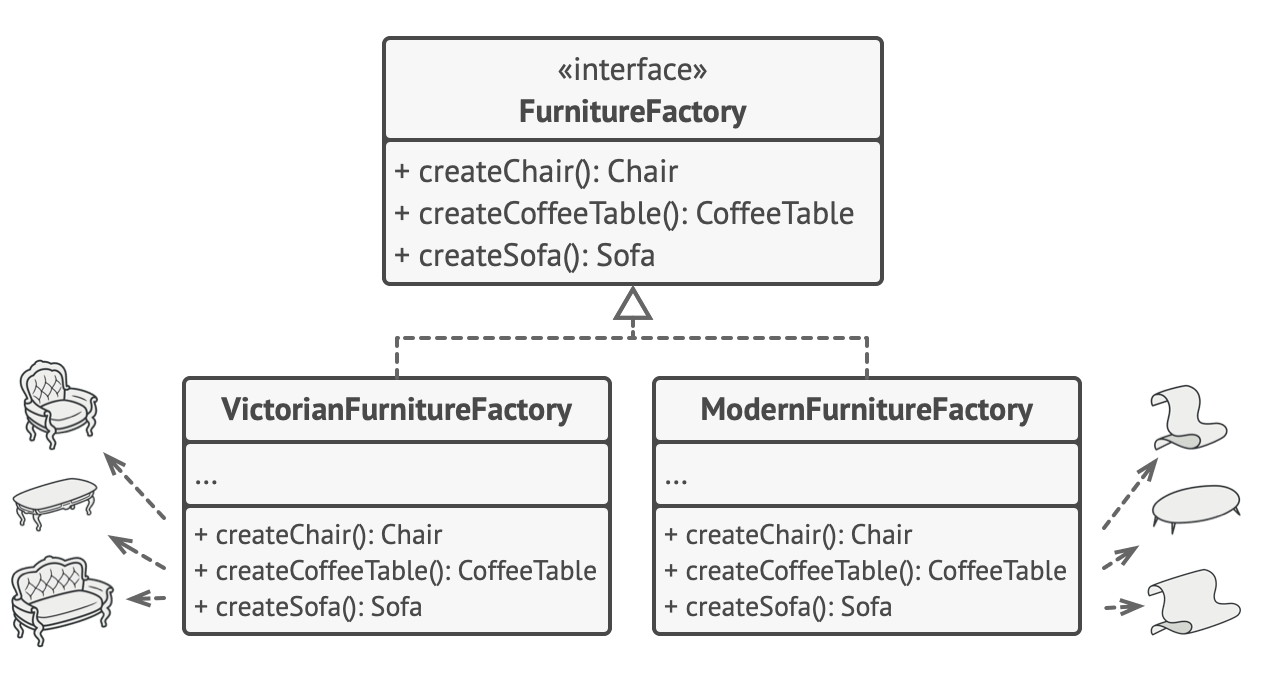 «interface»
FurnitureFactory
+ createChair(): Chair
+ createCoffeeTable(): CoffeeTable
+ createSofa(): Sofa
VictorianFurnitureFactory
...
+ createChair(): Chair
+ createCoffeeTable(): CoffeeTable
+ createSofa(): Sofa
ModernFurnitureFactory
...
+ createChair(): Chair
+ createCoffeeTable(): CoffeeTable
+ createSofa(): Sofa